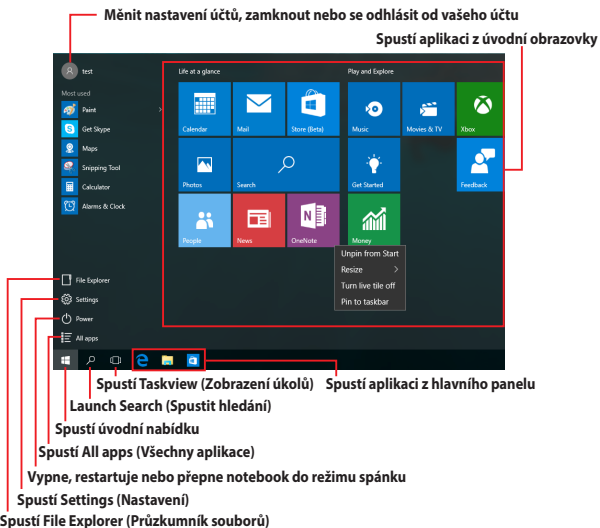 Měnit nastavení účtů, zamknout nebo se odhlásit od vašeho účtu
Spustí aplikaci z úvodní obrazovky
test
Life at a glance
Play and Explore
Most used
Paint
Get Skype
Maps
Snipping Tool
Calculator
Alarms & Clock
Calendar
Mail
Store (Beta)
Music
Movies & TV
Xbox
Photos
Search
Get Started
Feedback
People
News
OneNote
Money
Unpin from Start
Resize
Turn live tile off
Pin to taskbar
File Explorer
Settings
Power
All apps
Spustí Taskview (Zobrazení úkolů)
Spustí aplikaci z hlavního panelu
Launch Search (Spustit hledání)
Spustí úvodní nabídku
Spustí All apps (Všechny aplikace)
Vypne, restartuje nebo přepne notebook do režimu spánku
Spustí Settings (Nastavení)
Spustí File Explorer (Průzkumník souborů)